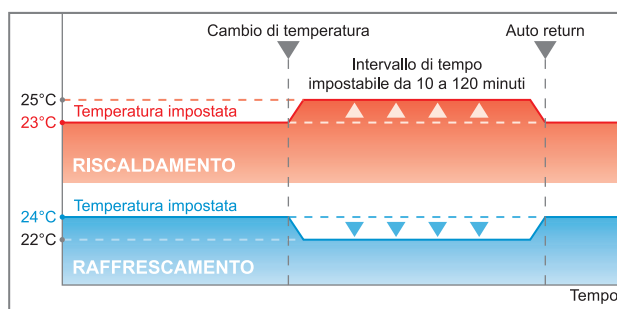 Cambio di temperatura
Auto return
Intervallo di tempo
impostabile da 10 a 120 minuti
25°C
Temperatura impostata
23°C
RISCALDAMENTO
Temperatura impostata
24°C
22°C
RAFFRESCAMENTO
Tempo